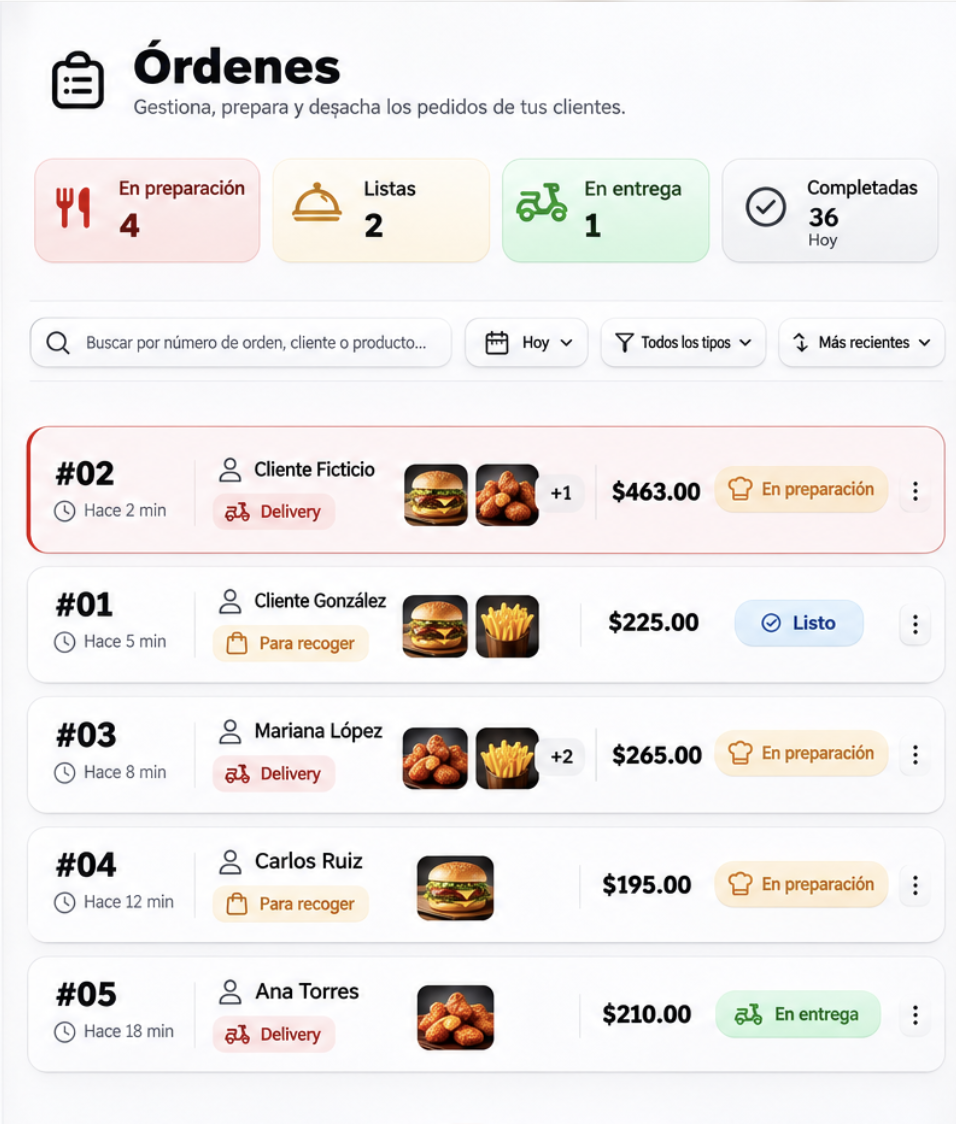 Órdenes
Gestiona, prepara y desacha los pedidos de tus clientes.
En preparación
4
Listas
2
En entrega
1
Completadas
36
Hoy
Buscar por número de orden, cliente o producto...
Hoy
Todos los tipos
Más recientes
#02
Hace 2 min
Cliente Ficticio
Delivery
+1
$463.00
En preparación
#01
Hace 5 min
Cliente González
Para recoger
$225.00
Listo
#03
Hace 8 min
Mariana López
Delivery
+2
$265.00
En preparación
#04
Hace 12 min
Carlos Ruiz
Para recoger
$195.00
En preparación
#05
Hace 18 min
Ana Torres
Delivery
$210.00
En entrega